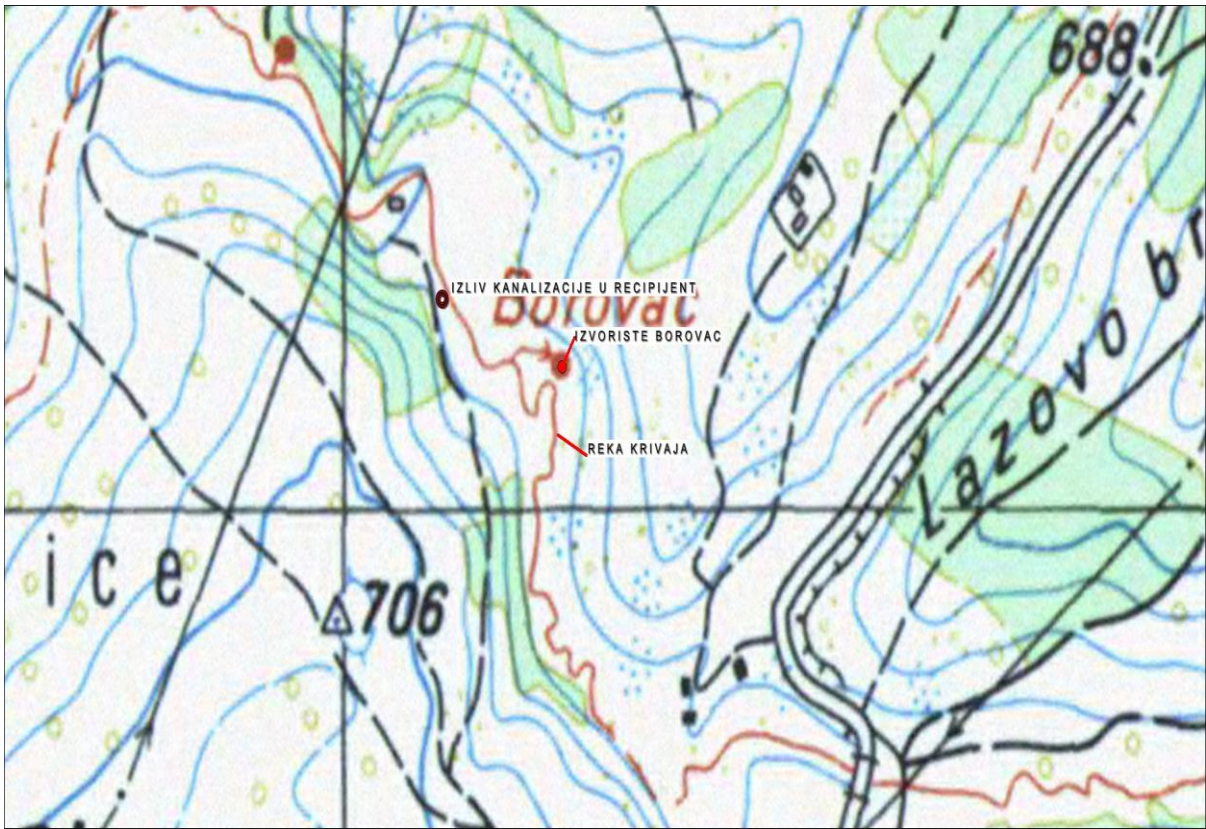 688
Borovac
IZLIV KANALIZACIJE U RECIPIJENT
IZVORISTE BOROVAC
REKA KRIVAJA
Lazovo br
ice
706